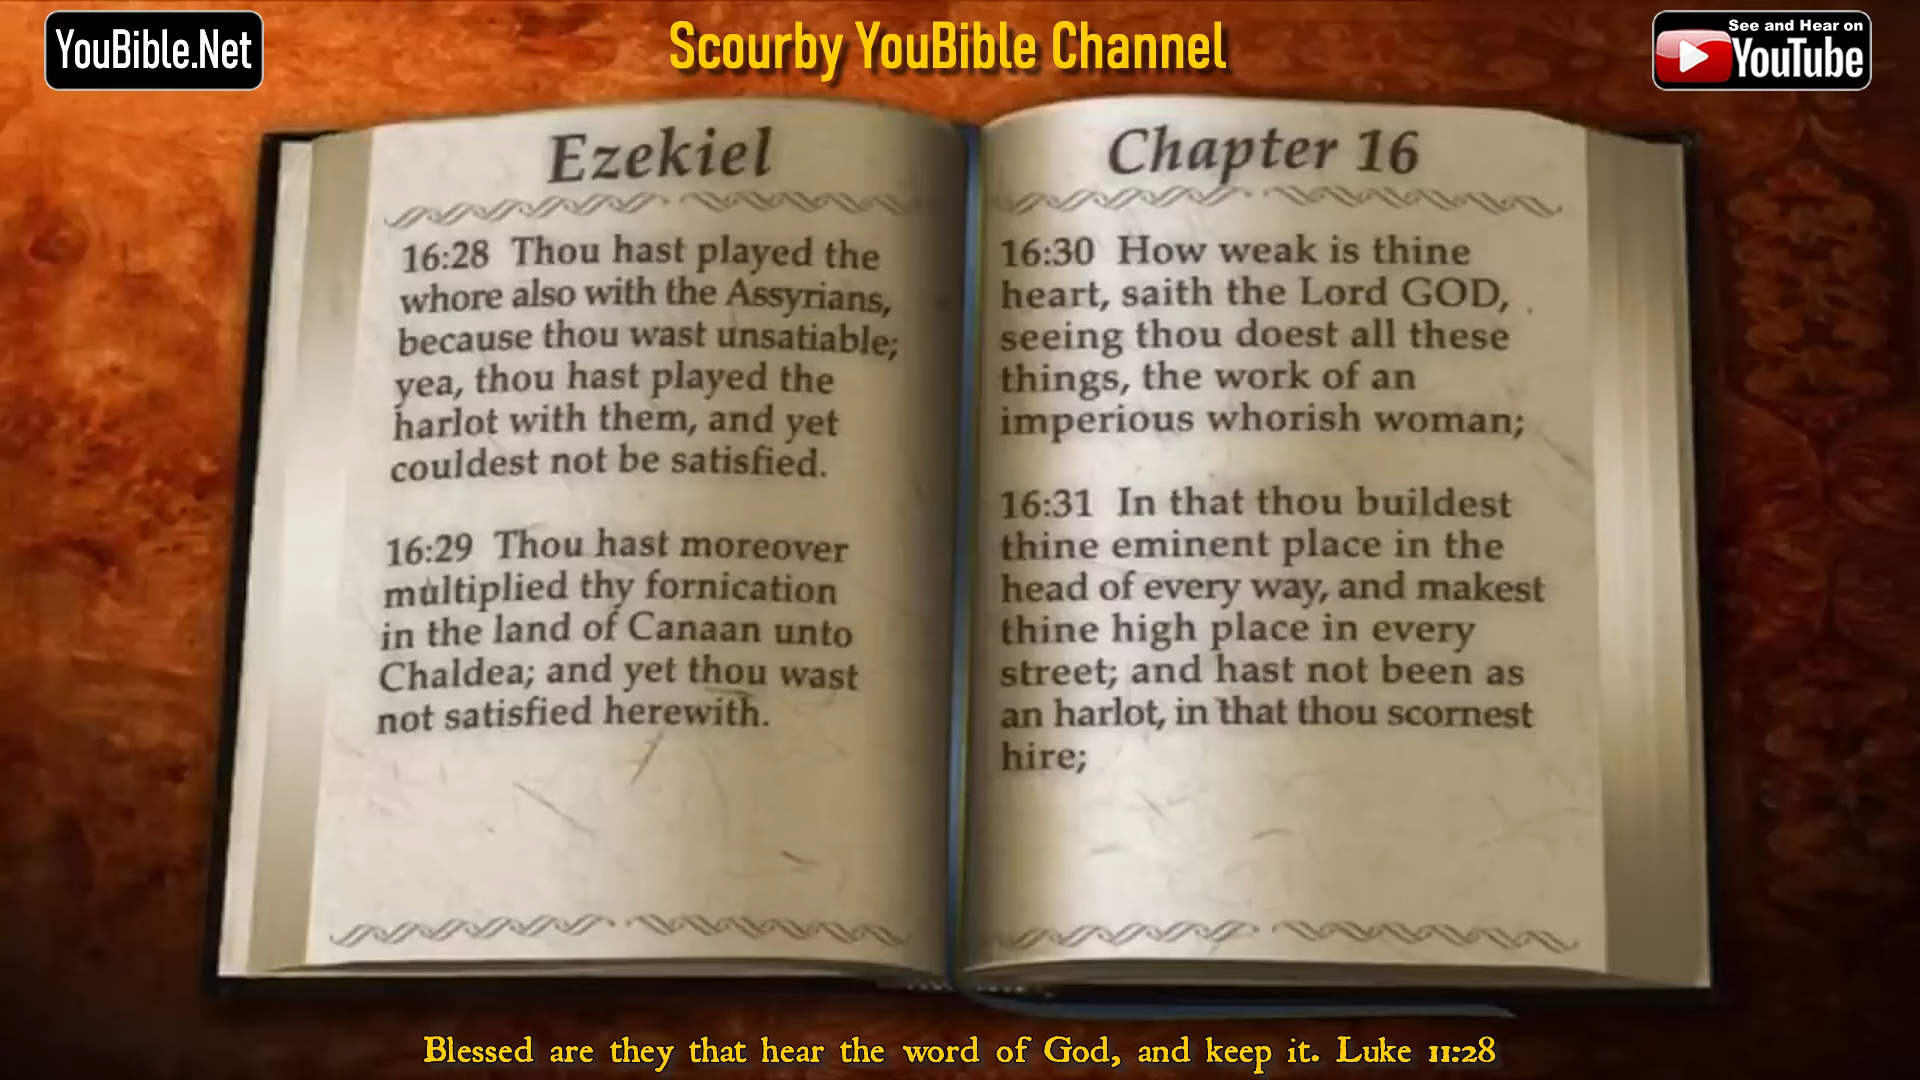 YouBible.Net
Scourby YouBible Channel
See and Hear on
YouTube
Ezekiel
16:28 Thou hast played the
whore also with the Assyrians,
because thou wast unsatiable;
yea, thou hast played the
harlot with them, and yet
couldest not be satisfied.
16:29 Thou hast moreover
multiplied thy fornication
in the land of Canaan unto
Chaldea; and yet thou wast
not satisfied herewith.
Chapter 16
16:30 How weak is thine
heart, saith the Lord GOD,
seeing thou doest all these
things, the work of an
imperious whorish woman;
16:31 In that thou buildest
thine eminent place in the
head of every way, and makest
thine high place in every
street; and hast not been as
an harlot, in that thou scornest
hire;
Blessed are they that hear the word of God, and keep it. Luke 11:28